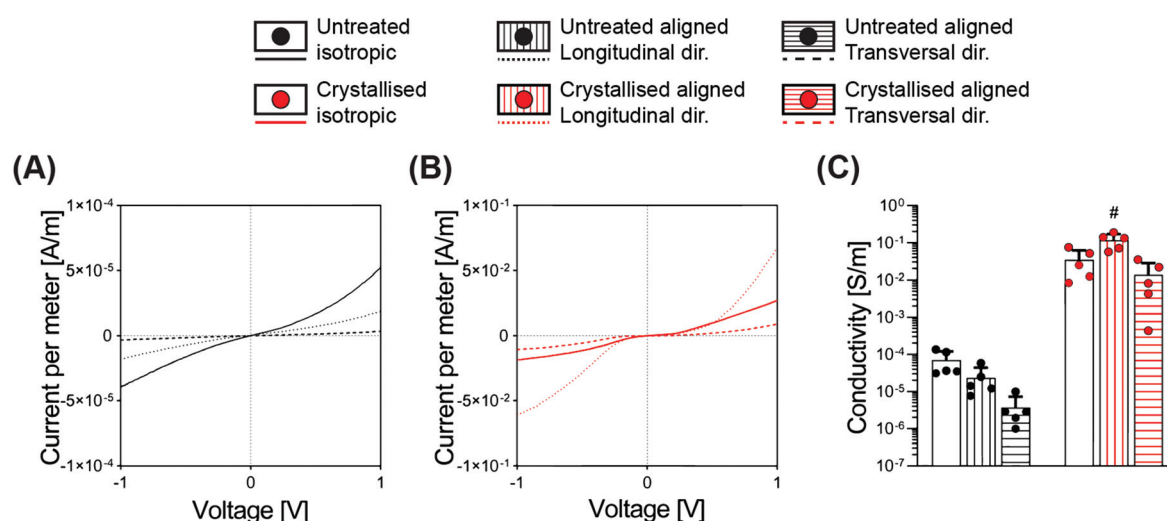 Untreated
isotropic
Untreated aligned
Longitudinal dir.
Untreated aligned
Transversal dir.
Crystallised
isotropic
Crystallised aligned
Longitudinal dir.
Crystallised aligned
Transversal dir.
(A)
Current per meter [A/m]
1×10⁻⁴
5×10⁻⁵
0
-5×10⁻⁵
-1×10⁻⁴
-1
0
1
Voltage [V]
(B)
Current per meter [A/m]
1×10⁻¹
5×10⁻²
0
-5×10⁻²
-1×10⁻¹
-1
0
1
Voltage [V]
(C)
Conductivity [S/m]
10⁰
10⁻¹
10⁻²
10⁻³
10⁻⁴
10⁻⁵
10⁻⁶
10⁻⁷
#